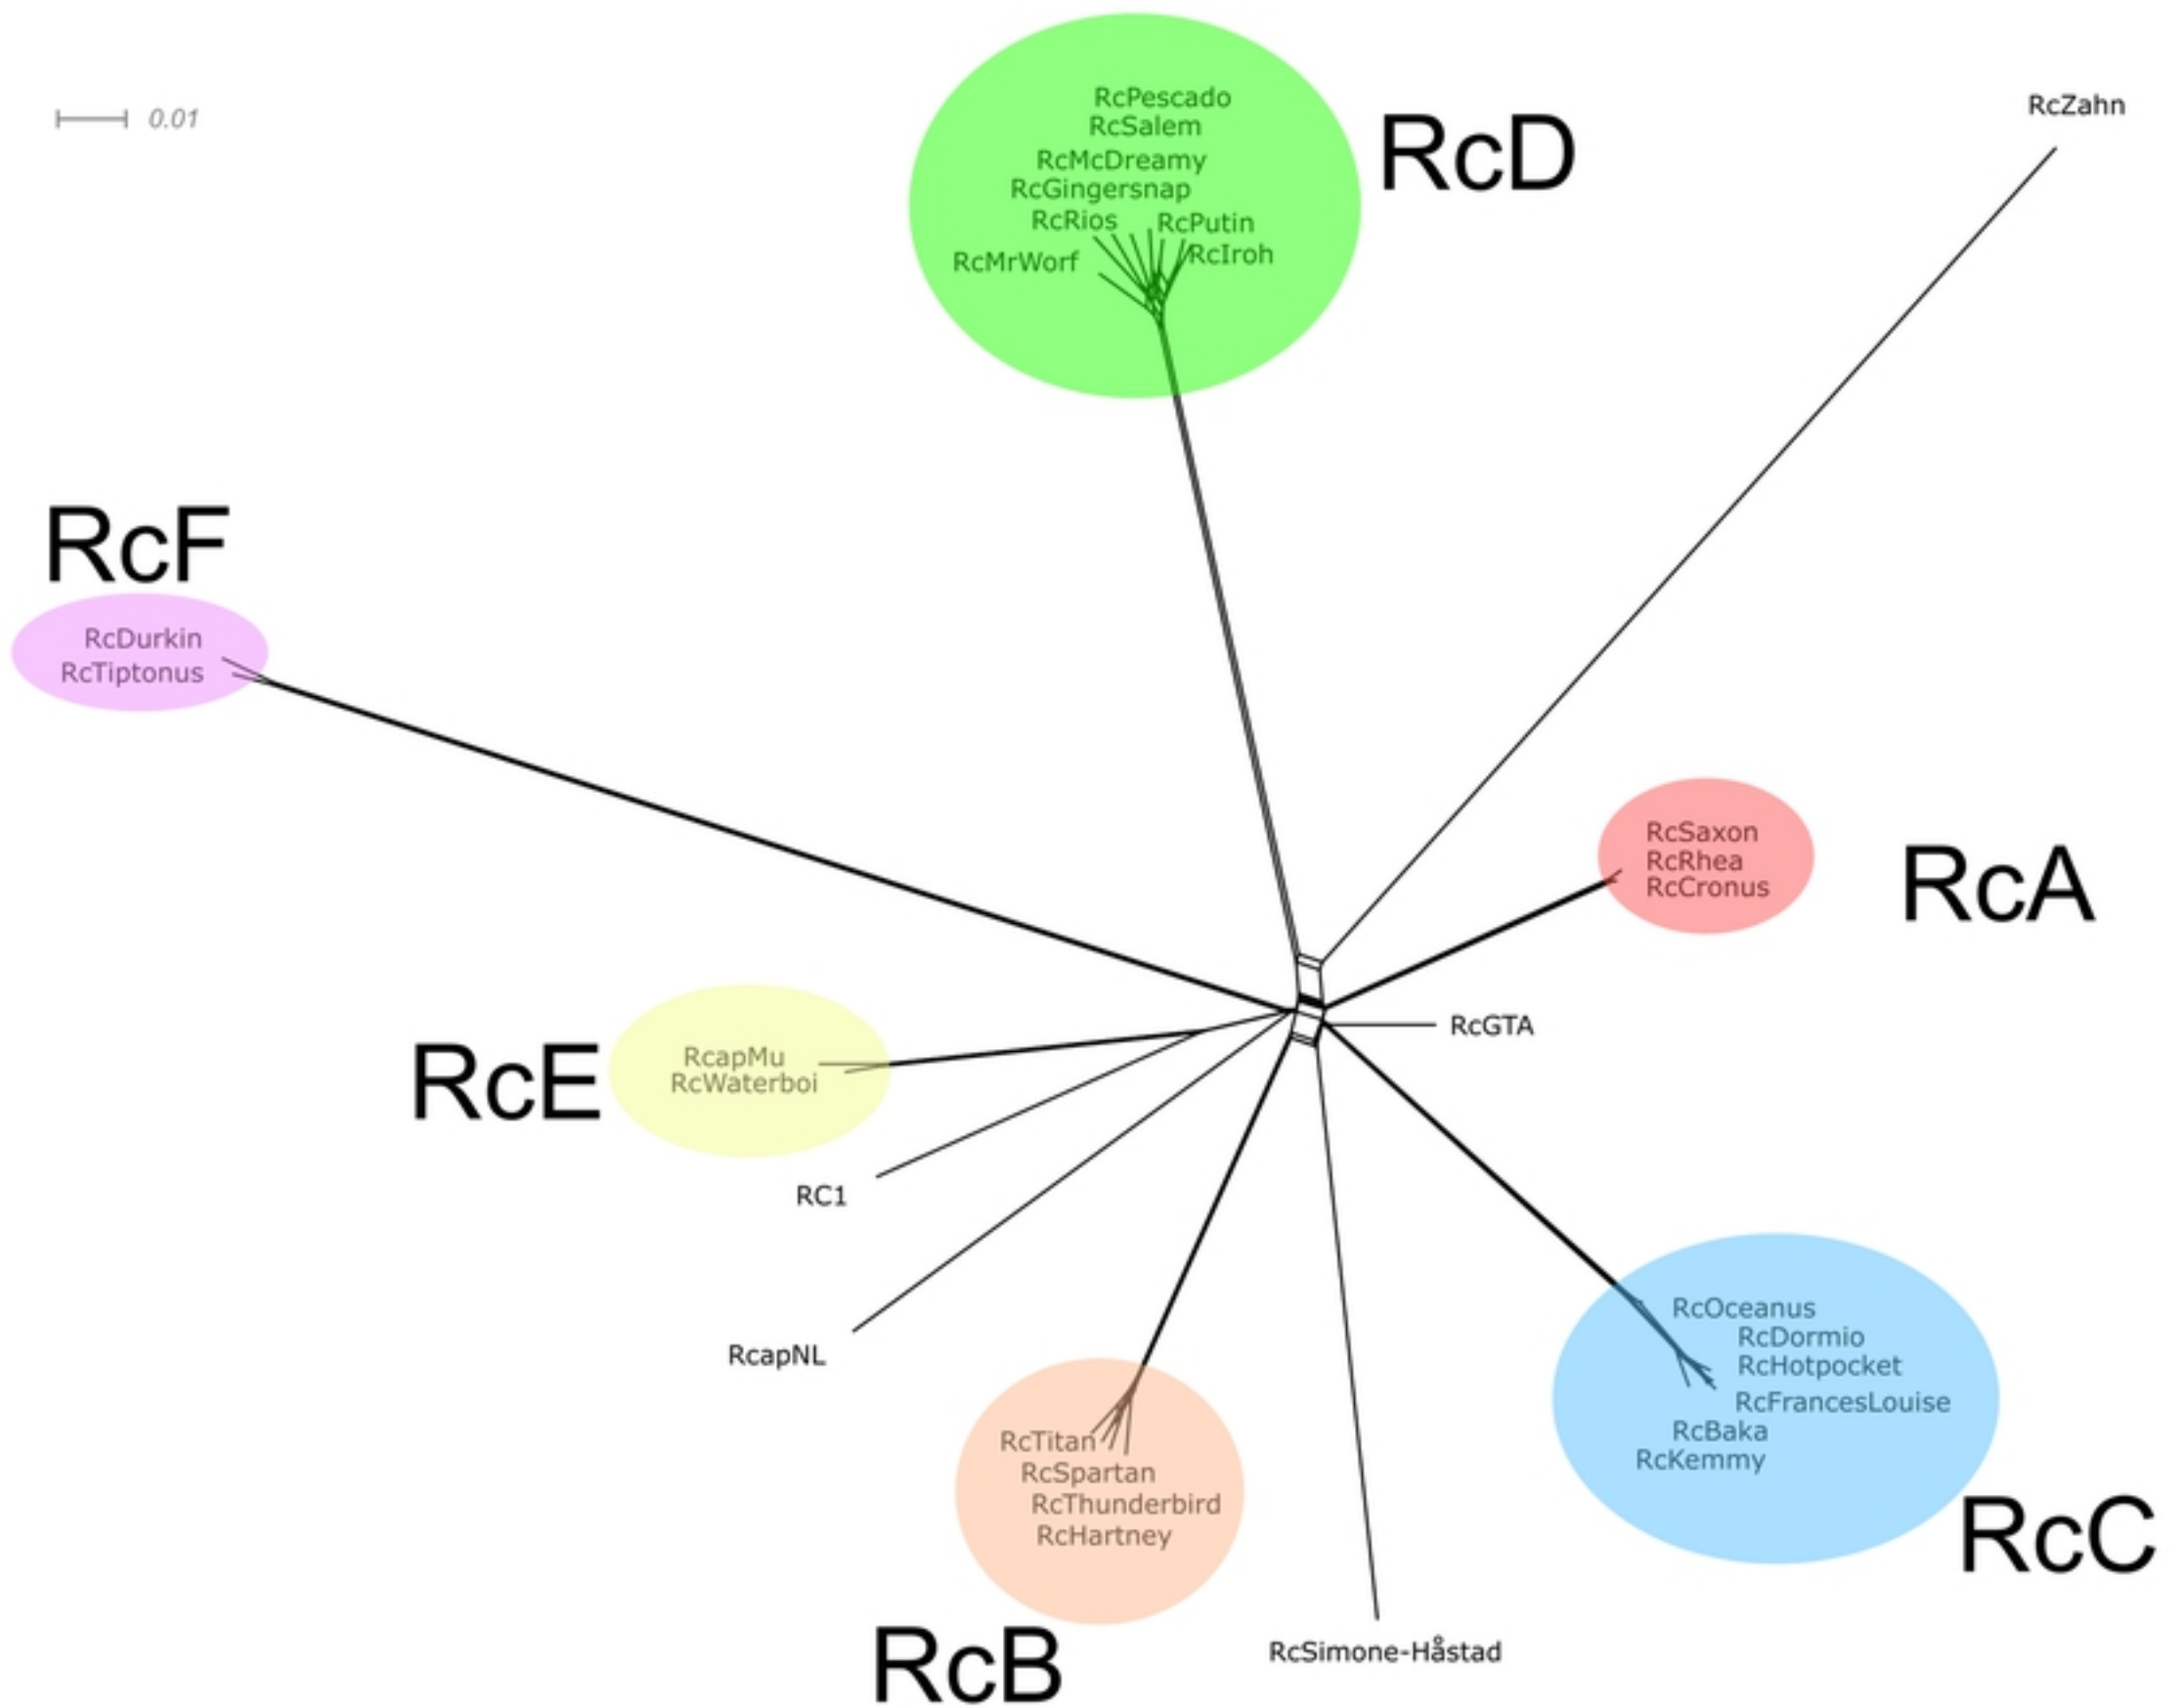 0.01
RcPescado
RcSalem
RcMcDreamy
RcGingersnap
RcRios
RcPutin
RcIroh
RcMrWorf
RcD
RcZahn
RcF
RcDurkin
RcTiptonus
RcSaxon
RcRhea
RcCronus
RcA
RcGTA
RcE
RcapMu
RcWaterboi
RC1
RcapNL
RcOceanus
RcDormio
RcHotpocket
RcFrancesLouise
RcBaka
RcKemmy
RcC
RcTitan
RcSpartan
RcThunderbird
RcHartney
RcB
RcSimone-Håstad